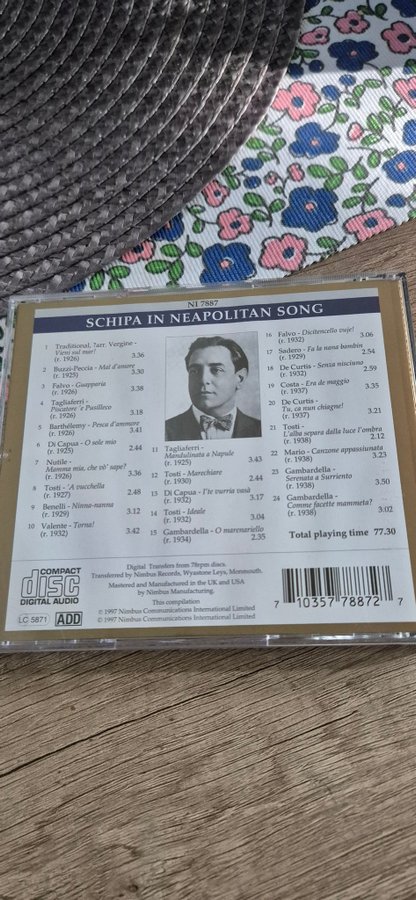 NI 7887
SCHIPA IN NEAPOLITAN SONG
1 Traditional, ?arr. Vergine -
Vieni sul mar!
(r. 1926) 3.36
2 Buzzi-Peccia - Mal d'amore
(r. 1925) 2.30
3 Falvo - Guapparia
(r. 1926) 3.38
4 Tagliaferri -
Piscatore 'e Pusilleco
(r. 1926) 3.18
5 Barthélemy - Pesca d'ammore
(r. 1926) 3.41
6 Di Capua - O sole mio
(r. 1925) 2.44
7 Nutile -
Mamma mia, che vò' sape?
(r. 1926) 3.36
8 Tosti - 'A vucchella
(r. 1927) 2.48
9 Benelli - Ninna-nanna
(r. 1929) 3.12
10 Valente - Torna!
(r. 1932) 3.42
11 Tagliaferri -
Mandulinata a Napule
(r. 1925) 4.43
12 Tosti - Marechiare
(r. 1930) 2.44
13 Di Capua - I'te vurria vasà
(r. 1932) 3.17
14 Tosti - Ideale
(r. 1932) 3.04
15 Gambardella - O marenariello
(r. 1934) 2.35
16 Falvo - Dicitencello vuje!
(r. 1932) 3.06
17 Sadero - Fa la nana bambin
(r. 1929) 2.54
18 De Curtis - Senza nisciuno
(r. 1932) 2.59
19 Costa - Era de maggio
(r. 1937) 3.35
20 De Curtis -
Tu, ca nun chiagne!
(r. 1937) 3.21
21 Tosti -
L'alba separa dalla luce l'ombra
(r. 1938) 2.12
22 Mario - Canzone appassiunata
(r. 1938) 3.23
23 Gambardella -
Serenata a Surriento
(r. 1938) 3.50
24 Gambardella -
Comme facette mammeta?
(r. 1938) 3.02
Total playing time 77.30
COMPACT
disc
DIGITAL AUDIO
LC 5871
ADD
Digital Transfers from 78rpm discs.
Transferred by Nimbus Records, Wyastone Leys, Monmouth.
Mastered and Manufactured in the UK and USA
by Nimbus Manufacturing.
This compilation
℗ 1997 Nimbus Communications International Limited
© 1997 Nimbus Communications International Limited
7 10357 78872 7